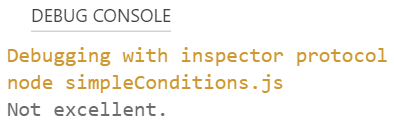 DEBUG CONSOLE
Debugging with inspector protocol
node simpleConditions.js
Not excellent.